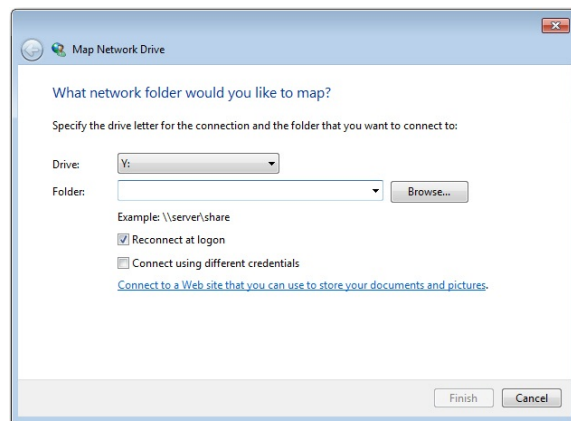 Map Network Drive
What network folder would you like to map?
Specify the drive letter for the connection and the folder that you want to connect to:
Drive: Y:
Folder: Browse...
Example: \\server\share
Reconnect at logon
Connect using different credentials
Connect to a Web site that you can use to store your documents and pictures.
Finish Cancel